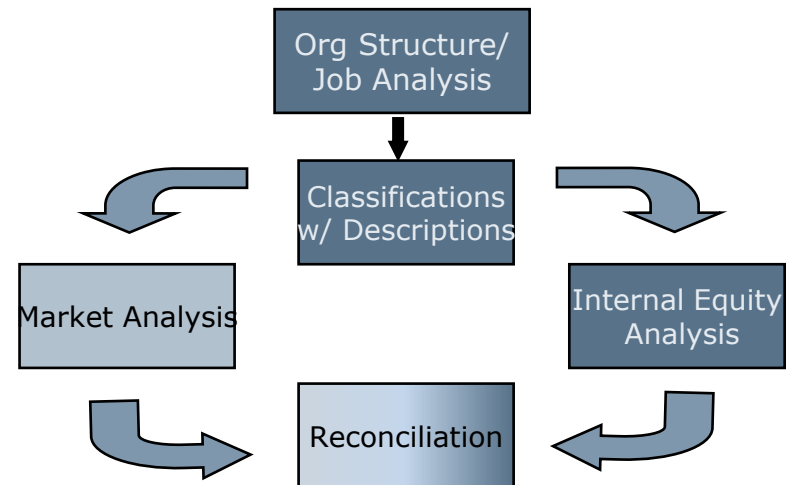 Org Structure/
Job Analysis
Classifications
w/ Descriptions
Market Analysis
Internal Equity
Analysis
Reconciliation